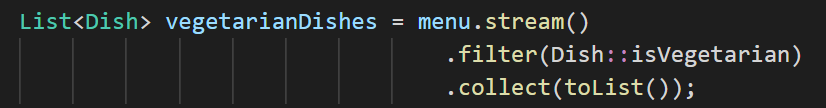 List<Dish> vegetarianDishes = menu.stream()
.filter(Dish::isVegetarian)
.collect(toList());